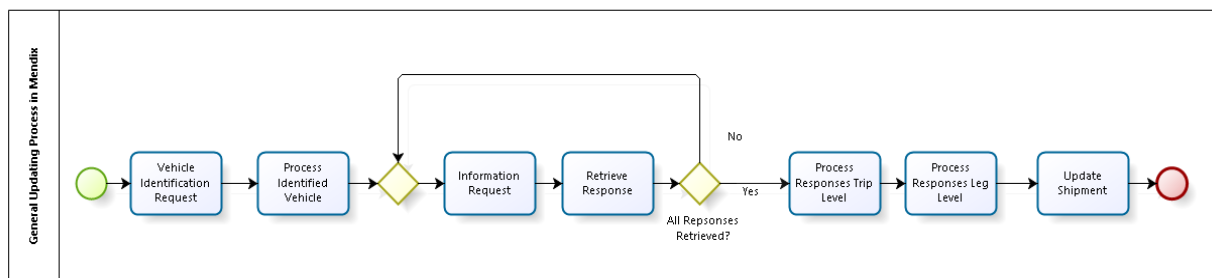 General Updating Process in Mendix
Vehicle
Identification
Request
Process
Identified
Vehicle
Information
Request
Retrieve
Response
No
Yes
All Repsonses
Retrieved?
Process
Responses Trip
Level
Process
Responses Leg
Level
Update
Shipment